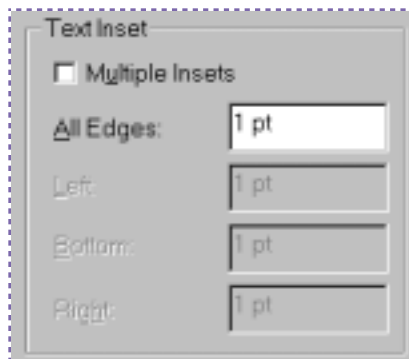 Text Inset
Multiple Insets
All Edges: 1 pt
Left: 1 pt
Bottom: 1 pt
Right: 1 pt